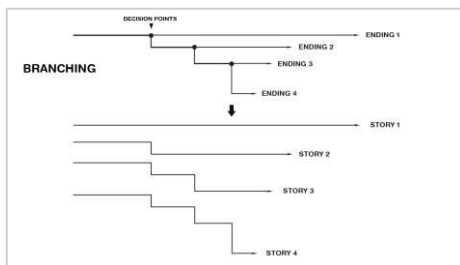 DECISION POINTS
ENDING 1
ENDING 2
ENDING 3
BRANCHING
ENDING 4
STORY 1
STORY 2
STORY 3
STORY 4